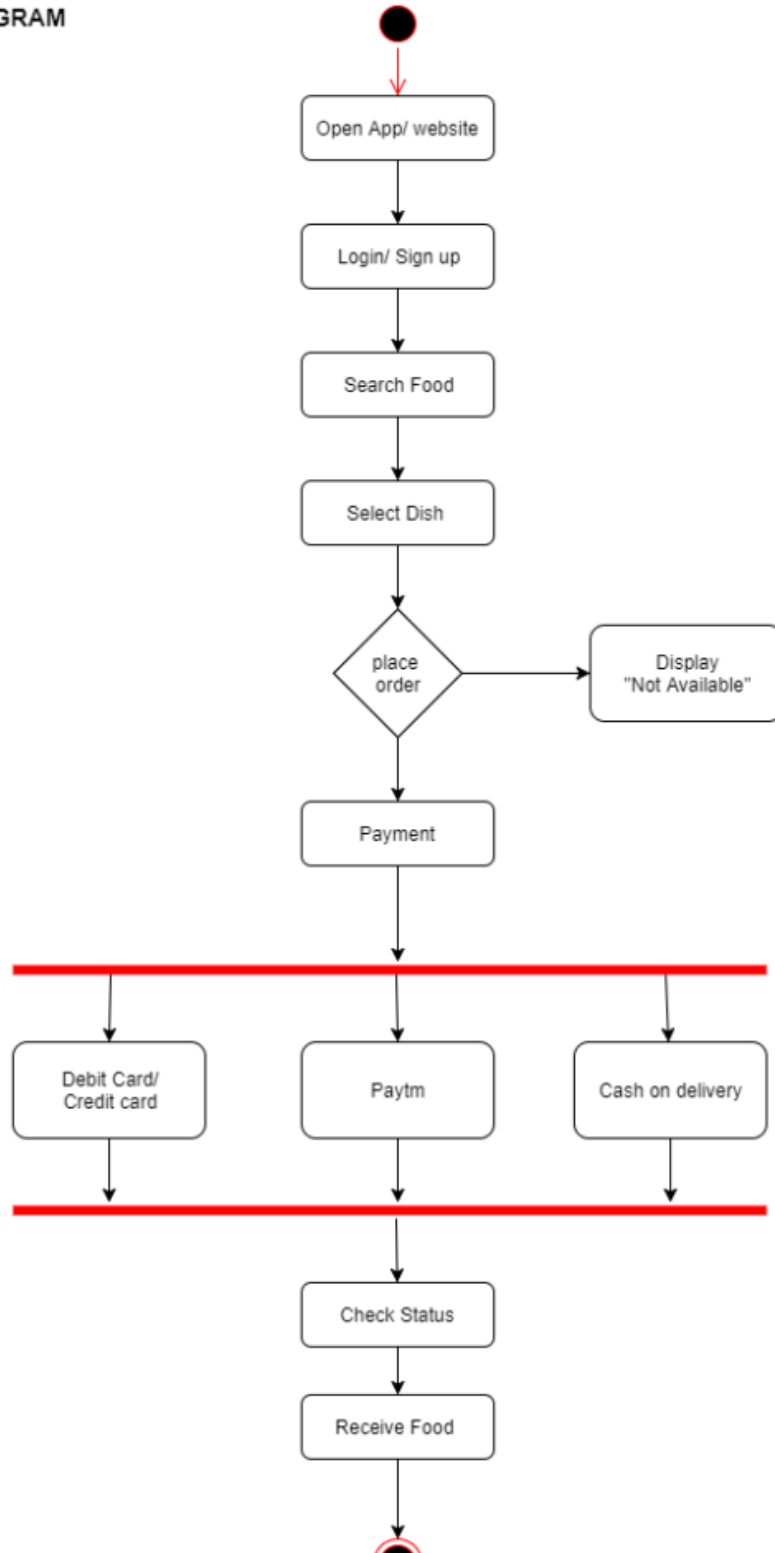 GRAM
Open App/ website
Login/ Sign up
Search Food
Select Dish
place
order
Display
"Not Available"
Payment
Debit Card/
Credit card
Paytm
Cash on delivery
Check Status
Receive Food